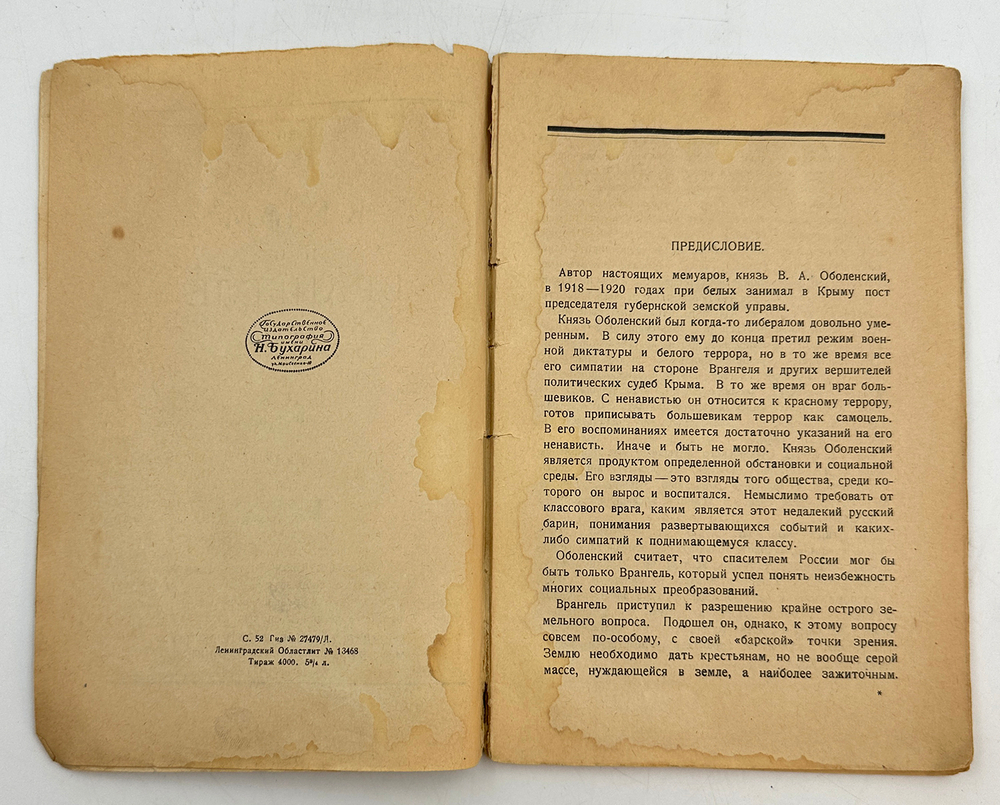 Государственное
издательство
Типография
имени
Н. Бухарина
Ленинград
С. 52 Гиз № 27479/Л.
Ленинградский Областлит № 13468
Тираж 4000. 5³/₄ л.
ПРЕДИСЛОВИЕ.
Автор настоящих мемуаров, князь В. А. Оболенский,
в 1918—1920 годах при белых занимал в Крыму пост
председателя губернской земской управы.
Князь Оболенский был когда-то либералом довольно уме-
ренным. В силу этого ему до конца претил режим воен-
ной диктатуры и белого террора, но в то же время все
его симпатии на стороне Врангеля и других вершителей
политических судеб Крыма. В то же время он враг боль-
шевиков. С ненавистью он относится к красному террору,
готов приписывать большевикам террор как самоцель.
В его воспоминаниях имеется достаточно указаний на его
ненависть. Иначе и быть не могло. Князь Оболенский
является продуктом определенной обстановки и социальной
среды. Его взгляды — это взгляды того общества, среди ко-
торого он вырос и воспитался. Немыслимо требовать от
классового врага, каким является этот недалекий русский
барин, понимания развертывающихся событий и каких-
либо симпатий к поднимающемуся классу.
Оболенский считает, что спасителем России мог бы
быть только Врангель, который успел понять неизбежность
многих социальных преобразований.
Врангель приступил к разрешению крайне острого зе-
мельного вопроса. Подошел он, однако, к этому вопросу
совсем по-особому, с своей «барской» точки зрения.
Землю необходимо дать крестьянам, но не вообще серой
массе, нуждающейся в земле, а наиболее зажиточным.
*